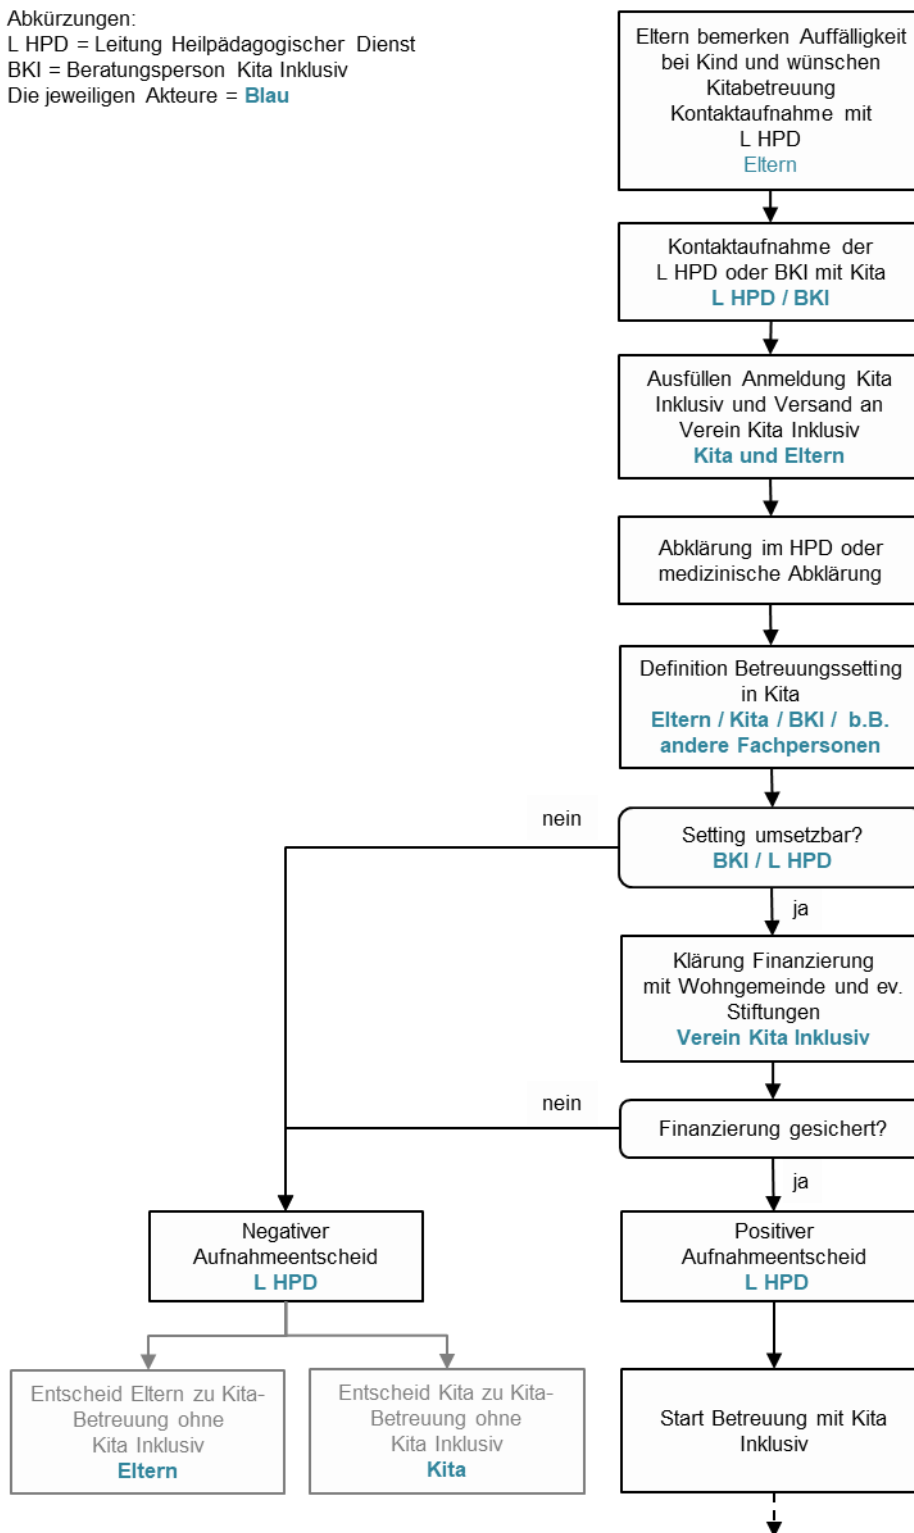 Abkürzungen:
L HPD = Leitung Heilpädagogischer Dienst
BKI = Beratungsperson Kita Inklusiv
Die jeweiligen Akteure = Blau
Eltern bemerken Auffälligkeit
bei Kind und wünschen
Kitabetreuung
Kontaktaufnahme mit
L HPD
Eltern
Kontaktaufnahme der
L HPD oder BKI mit Kita
L HPD / BKI
Ausfüllen Anmeldung Kita
Inklusiv und Versand an
Verein Kita Inklusiv
Kita und Eltern
Abklärung im HPD oder
medizinische Abklärung
Definition Betreuungssetting
in Kita
Eltern / Kita / BKI / b.B.
andere Fachpersonen
nein
Setting umsetzbar?
BKI / L HPD
ja
Klärung Finanzierung
mit Wohngemeinde und ev.
Stiftungen
Verein Kita Inklusiv
nein
Finanzierung gesichert?
ja
Negativer
Aufnahmeentscheid
L HPD
Positiver
Aufnahmeentscheid
L HPD
Entscheid Eltern zu Kita-
Betreuung ohne
Kita Inklusiv
Eltern
Entscheid Kita zu Kita-
Betreuung ohne
Kita Inklusiv
Kita
Start Betreuung mit Kita
Inklusiv